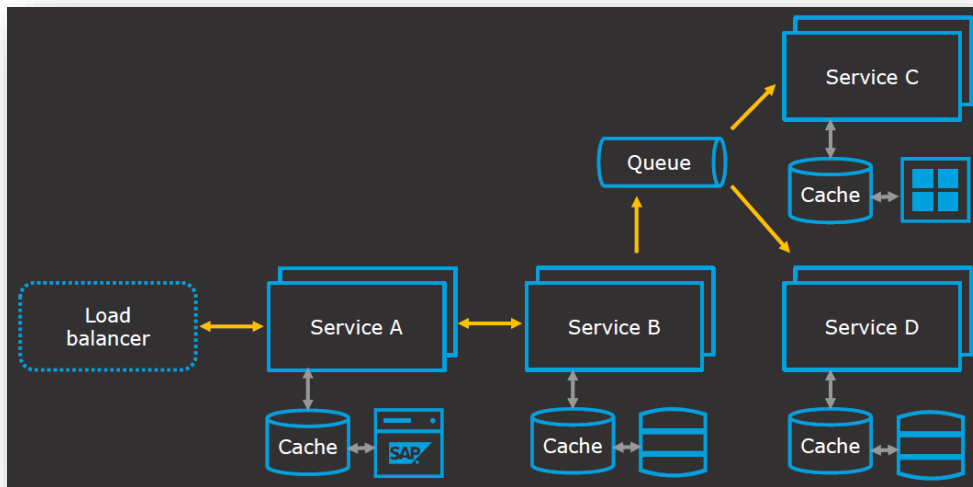 Service C
Queue
Cache
Load
balancer
Service A
Service B
Service D
Cache
SAP
Cache
Cache